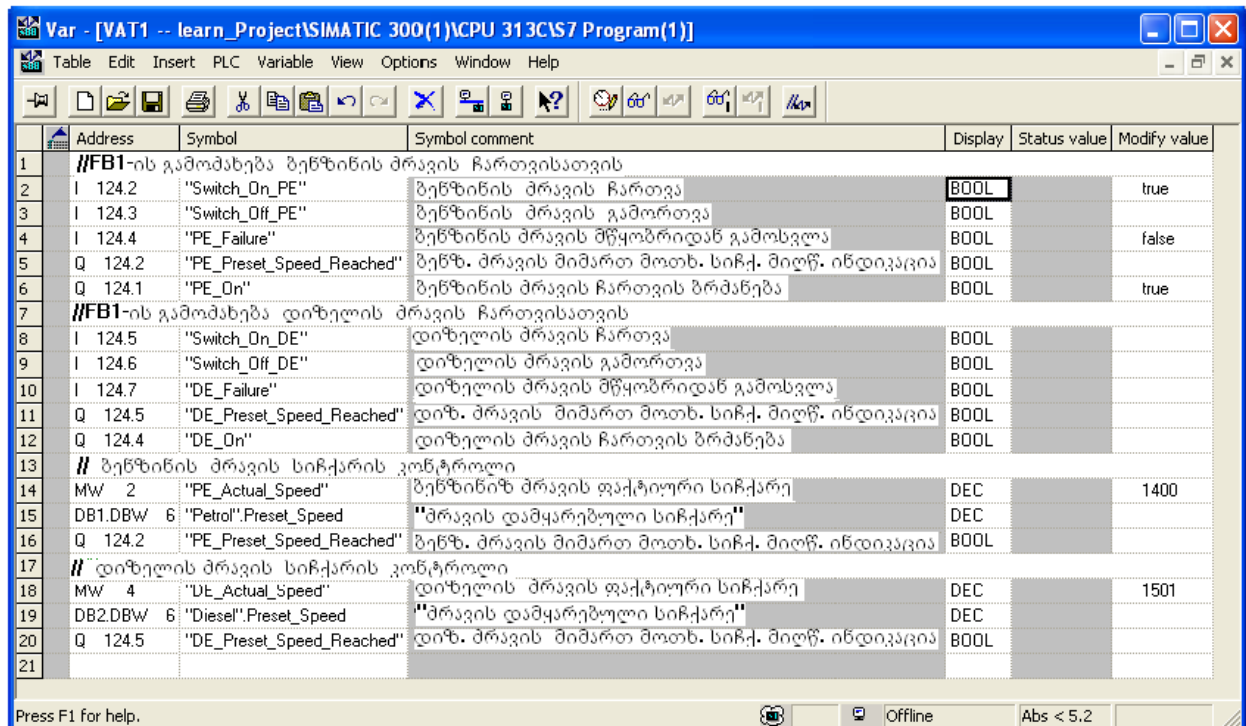 Var - [VAT1 -- learn_Project\SIMATIC 300(1)\CPU 313C\S7 Program(1)]
Table Edit Insert PLC Variable View Options Window Help
Address Symbol Symbol comment Display Status value Modify value
1 //FB1-ის გამოძახება ბენზინის ძრავის ჩართვისათვის
2 I 124.2 "Switch_On_PE" ბენზინის ძრავის ჩართვა BOOL true
3 I 124.3 "Switch_Off_PE" ბენზინის ძრავის გამორთვა BOOL
4 I 124.4 "PE_Failure" ბენზინის ძრავის მწყობრიდან გამოსვლა BOOL false
5 Q 124.2 "PE_Preset_Speed_Reached" ბენზ. ძრავის მიმართ მოთხ. სიჩქ. მიღწ. ინდიკაცია BOOL
6 Q 124.1 "PE_On" ბენზინის ძრავის ჩართვის ბრძანება BOOL true
7 //FB1-ის გამოძახება დიზელის ძრავის ჩართვისათვის
8 I 124.5 "Switch_On_DE" დიზელის ძრავის ჩართვა BOOL
9 I 124.6 "Switch_Off_DE" დიზელის ძრავის გამორთვა BOOL
10 I 124.7 "DE_Failure" დიზელის ძრავის მწყობრიდან გამოსვლა BOOL
11 Q 124.5 "DE_Preset_Speed_Reached" დიზ. ძრავის მიმართ მოთხ. სიჩქ. მიღწ. ინდიკაცია BOOL
12 Q 124.4 "DE_On" დიზელის ძრავის ჩართვის ბრძანება BOOL
13 // ბენზინის ძრავის სიჩქარის კონტროლი
14 MW 2 "PE_Actual_Speed" ბენზინიზ ძრავის ფაქტიური სიჩქარე DEC 1400
15 DB1.DBW 6 "Petrol".Preset_Speed "ძრავის დამყარებული სიჩქარე" DEC
16 Q 124.2 "PE_Preset_Speed_Reached" ბენზ. ძრავის მიმართ მოთხ. სიჩქ. მიღწ. ინდიკაცია BOOL
17 // დიზელის ძრავის სიჩქარის კონტროლი
18 MW 4 "DE_Actual_Speed" დიზელის ძრავის ფაქტიური სიჩქარე DEC 1501
19 DB2.DBW 6 "Diesel".Preset_Speed "ძრავის დამყარებული სიჩქარე" DEC
20 Q 124.5 "DE_Preset_Speed_Reached" დიზ. ძრავის მიმართ მოთხ. სიჩქ. მიღწ. ინდიკაცია BOOL
21
Press F1 for help. Offline Abs < 5.2